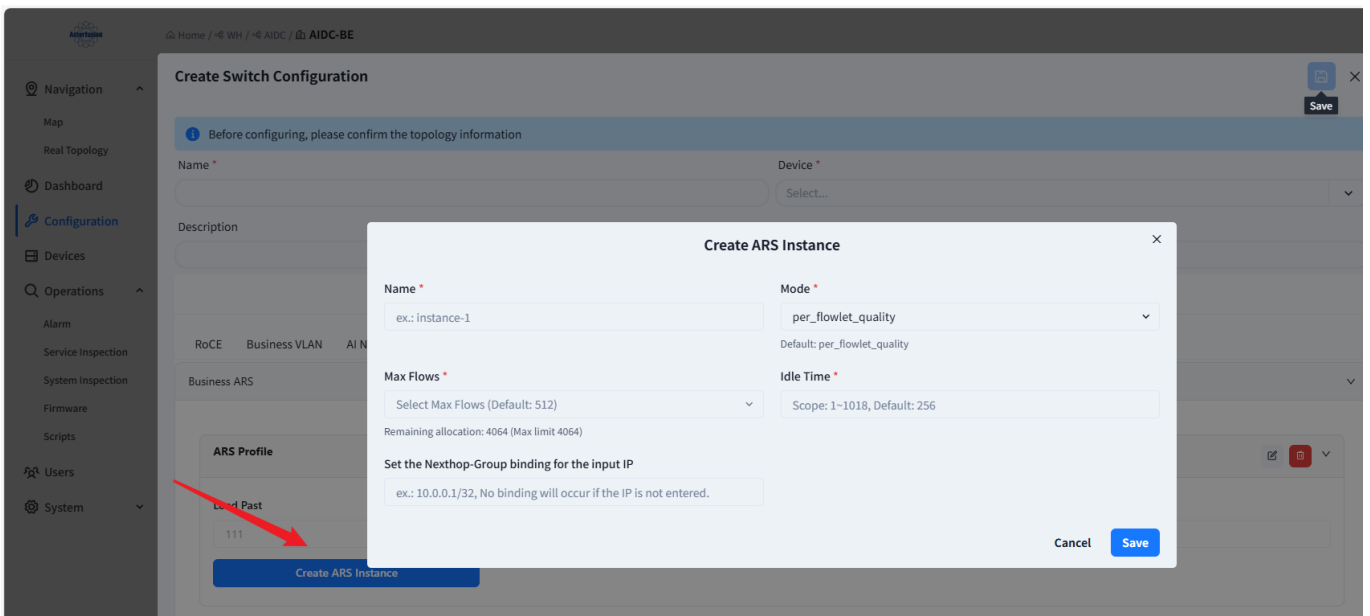 Asterfusion
Home / WH / AIDC / AIDC-BE
Create Switch Configuration
Save
Navigation
Before configuring, please confirm the topology information
Map
Real Topology
Name *
Device *
Dashboard
Select...
Configuration
Description
Devices
Create ARS Instance
Operations
Name *
Mode *
ex.: instance-1
per_flowlet_quality
Alarm
Default: per_flowlet_quality
RoCE Business VLAN AI N
Service Inspection
System Inspection
Business ARS
Max Flows *
Idle Time *
Select Max Flows (Default: 512)
Scope: 1~1018, Default: 256
Firmware
Remaining allocation: 4064 (Max limit 4064)
Scripts
ARS Profile
Set the Nexthop-Group binding for the input IP
Users
ex.: 10.0.0.1/32, No binding will occur if the IP is not entered.
System
Load Past
111
Cancel
Save
Create ARS Instance